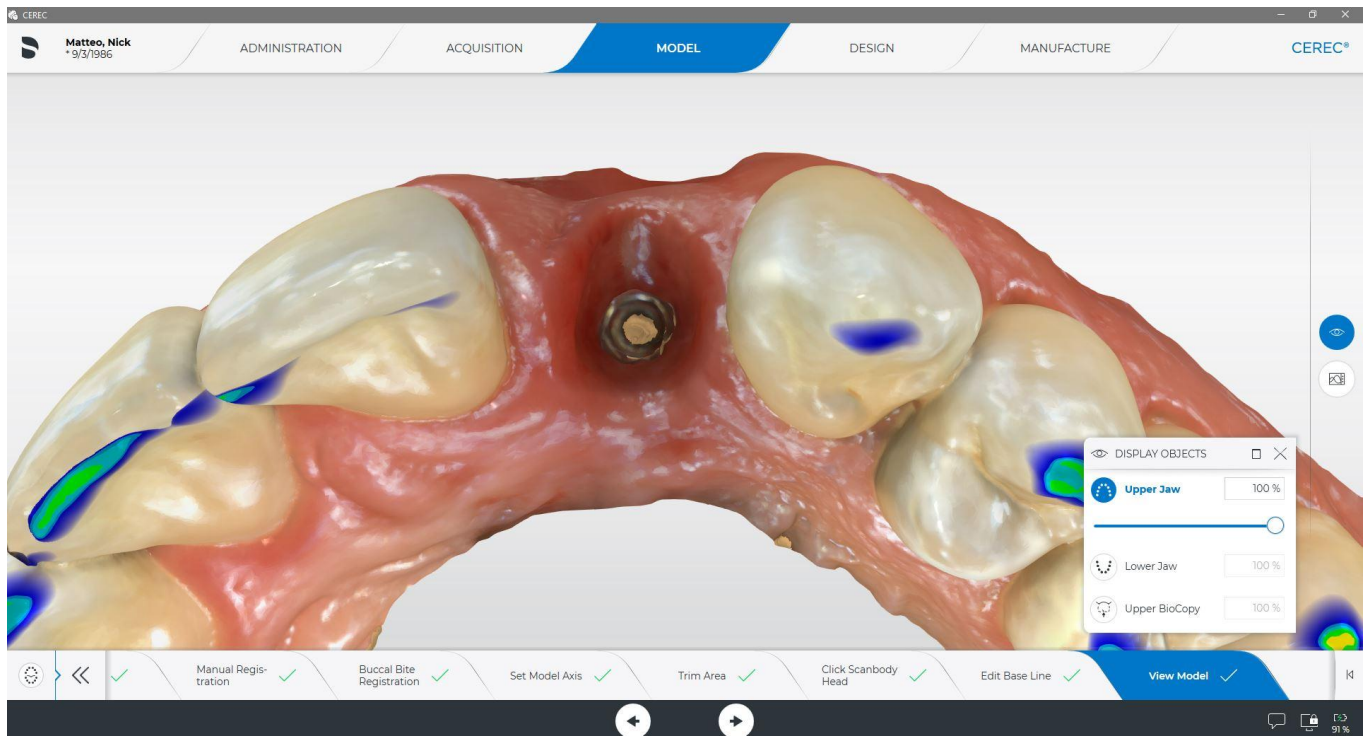 CEREC
Matteo, Nick
* 9/3/1986
ADMINISTRATION
ACQUISITION
MODEL
DESIGN
MANUFACTURE
CEREC®
DISPLAY OBJECTS
Upper Jaw
100 %
Lower Jaw
100 %
Upper BioCopy
100 %
Manual Regis-
tration
Buccal Bite
Registration
Set Model Axis
Trim Area
Click Scanbody
Head
Edit Base Line
View Model
91 %